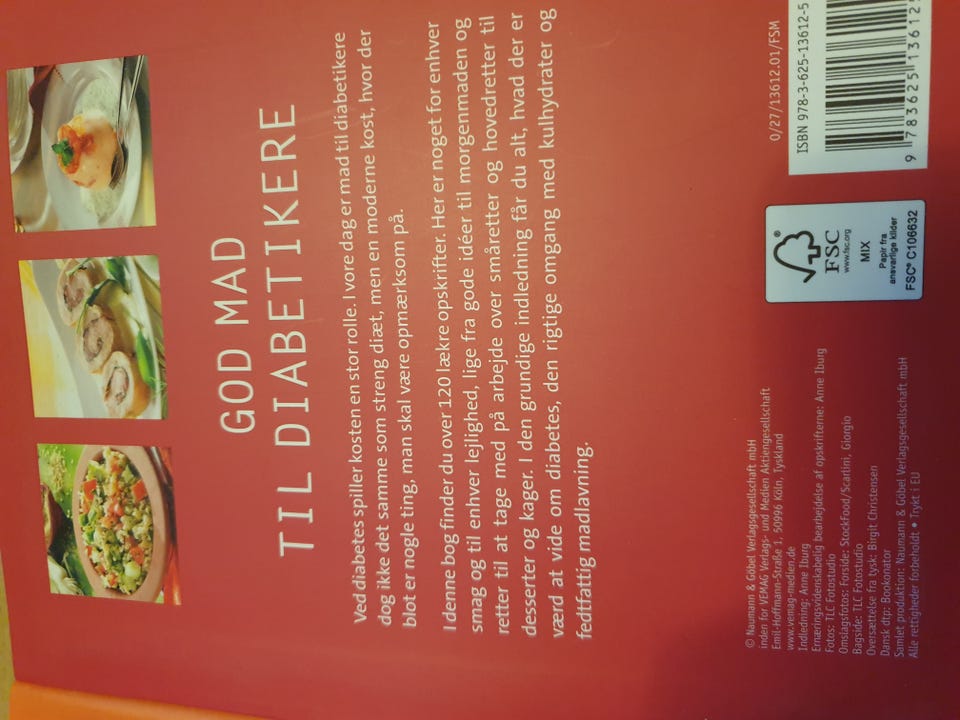 GOD MAD
TIL DIABETIKERE
Ved diabetes spiller kosten en stor rolle. I vore dag er mad til diabetikere
dog ikke det samme som streng diæt, men en moderne kost, hvor der
blot er nogle ting, man skal være opmærksom på.
I denne bog finder du over 120 lækre opskrifter. Her er noget for enhver
smag og til enhver lejlighed, lige fra gode idéer til morgenmaden og
retter til at tage med på arbejde over småretter og hovedretter til
desserter og kager. I den grundige indledning får du alt, hvad der er
værd at vide om diabetes, den rigtige omgang med kulhydrater og
fedtfattig madlavning.
© Naumann & Göbel Verlagsgesellschaft mbH
inden for VEMAG Verlags- und Medien Aktiengesellschaft
Emil-Hoffmann-Straße 1, 50996 Köln, Tyskland
www.vemag-medien.de
Indledning: Anne Iburg
Ernæringsvidenskabelig bearbejdelse af opskrifterne: Anne Iburg
Fotos: TLC Fotostudio
Omslagsfotos: Forside: StockFood/Scarlini, Giorgio
Bagside: TLC Fotostudio
Oversættelse fra tysk: Birgit Christensen
Dansk dtp: Bookonator
Samlet produktion: Naumann & Göbel Verlagsgesellschaft mbH
Alle rettigheder forbeholdt • Trykt i EU
®
FSC
www.fsc.org
MIX
Papir fra
ansvarlige kilder
FSC® C106632
0/27/13612.01/FSM
ISBN 978-3-625-13612-5
9 783625 136125